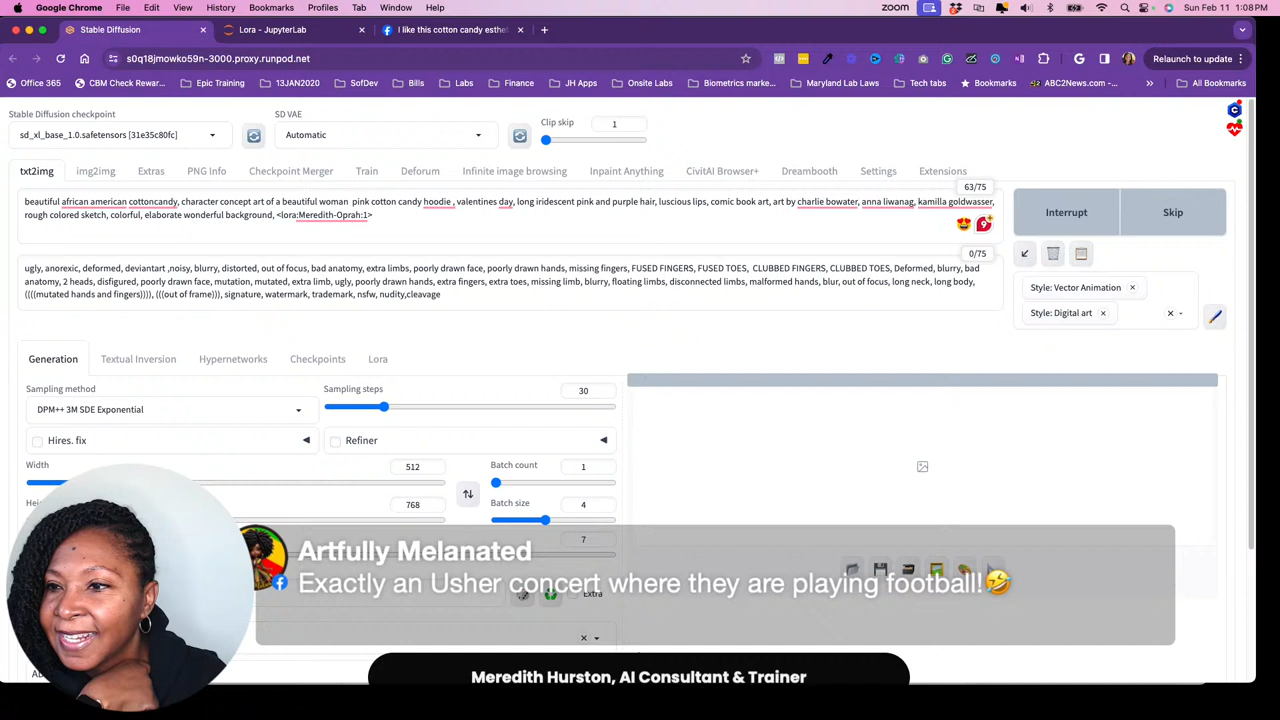 Google Chrome File Edit View History Bookmarks Profiles Tab Window Help
zoom Sun Feb 11 1:08 PM
Stable Diffusion
Lora - JupyterLab
I like this cotton candy esthet
s0q18jmowko59n-3000.proxy.runpod.net
Relaunch to update
Office 365 CBM Check Rewar... Epic Training 13JAN2020 SofDev Bills Labs Finance JH Apps Onsite Labs Biometrics market... Maryland Lab Laws Tech tabs Bookmarks ABC2News.com -... All Bookmarks
Stable Diffusion checkpoint
sd_xl_base_1.0.safetensors [31e35c80fc]
SD VAE
Automatic
Clip skip
1
txt2img img2img Extras PNG Info Checkpoint Merger Train Deforum Infinite image browsing Inpaint Anything CivitAI Browser+ Dreambooth Settings Extensions
63/75
beautiful african american cottoncandy, character concept art of a beautiful woman pink cotton candy hoodie , valentines day, long iridescent pink and purple hair, luscious lips, comic book art, art by charlie bowater, anna liwanag, kamilla goldwasser,
rough colored sketch, colorful, elaborate wonderful background, <lora:Meredith-Oprah:1>
9
Interrupt
Skip
0/75
ugly, anorexic, deformed, deviantart ,noisy, blurry, distorted, out of focus, bad anatomy, extra limbs, poorly drawn face, poorly drawn hands, missing fingers, FUSED FINGERS, FUSED TOES, CLUBBED FINGERS, CLUBBED TOES, Deformed, blurry, bad
anatomy, 2 heads, disfigured, poorly drawn face, mutation, mutated, extra limb, ugly, poorly drawn hands, extra fingers, extra toes, missing limb, blurry, floating limbs, disconnected limbs, malformed hands, blur, out of focus, long neck, long body,
((((mutated hands and fingers)))), (((out of frame))), signature, watermark, trademark, nsfw, nudity,cleavage
Style: Vector Animation
Style: Digital art
Generation Textual Inversion Hypernetworks Checkpoints Lora
Sampling method
DPM++ 3M SDE Exponential
Sampling steps
30
Hires. fix
Refiner
Width
512
Batch count
1
768
Batch size
4
7
Artfully Melanated
Exactly an Usher concert where they are playing football!🤣
Extra
Meredith Hurston, AI Consultant & Trainer